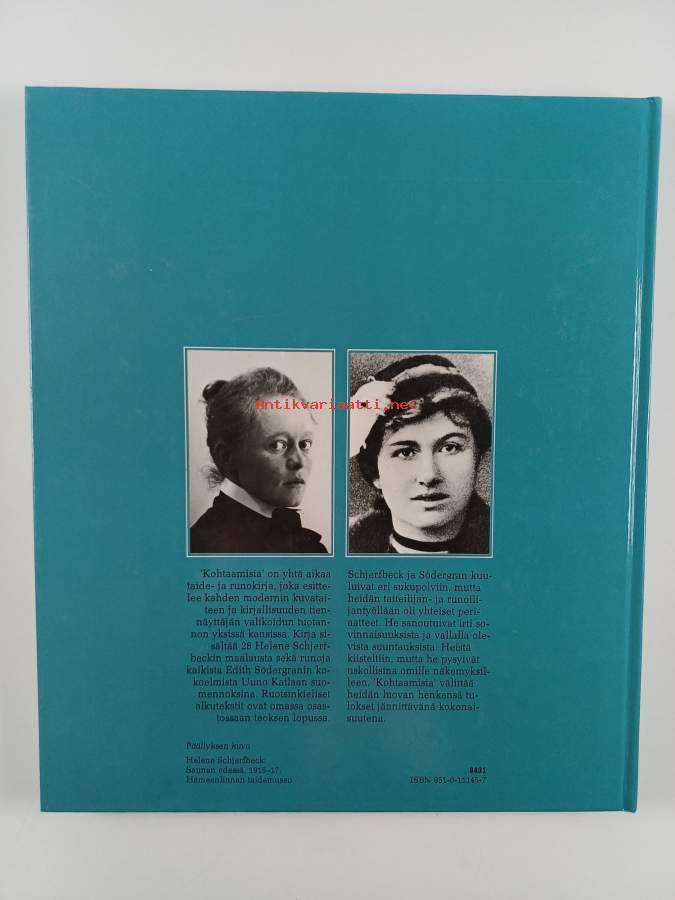 Antikvarisatti.net
'Kohtaamisia' on yhtä aikaa
taide- ja runokirja, joka esitte-
lee kahden modernin kuvatai-
teen ja kirjallisuuden tien-
näyttäjän valikoidun tuotan-
non yksissä kansissa. Kirja si-
sältää 28 Helene Schjerf-
beckin maalausta sekä runoja
kaikista Edith Södergranin ko-
koelmista Uuno Kailaan suo-
mennoksina. Ruotsinkieliset
alkutekstit ovat omassa osas-
tossaan teoksen lopussa.
Schjerfbeck ja Södergran kuu-
luivat eri sukupolviin, mutta
heidän taiteilijan- ja runoili-
jantyöllään oli yhteiset peri-
aatteet. He sanoutuivat irti so-
vinnaisuuksista ja vallalla ole-
vista suuntauksista. Heistä
kiisteltiin, mutta he pysyivät
uskollisina omille näkemyksil-
leen. 'Kohtaamisia' välittää
heidän luovan henkensä tu-
lokset jännittävänä kokonai-
suutena.
Päällyksen kuva
Helene Schjerfbeck:
Saunan edessä, 1915–17.
Hämeenlinnan taidemuseo
8431
ISBN 951-0-11145-7